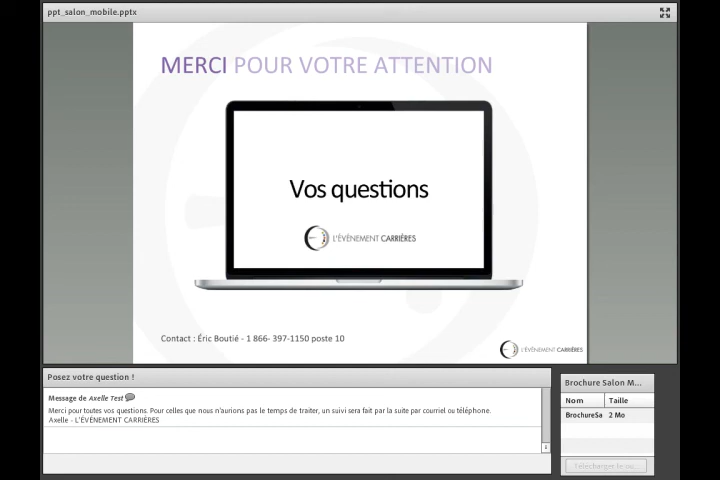 ppt_salon_mobile.pptx
MERCI POUR VOTRE ATTENTION
Vos questions
L'ÉVÉNEMENT CARRIÈRES
Contact : Éric Boutié - 1 866- 397-1150 poste 10
L'ÉVÉNEMENT CARRIÈRES
Posez votre question !
Message de Axelle Test
Merci pour toutes vos questions. Pour celles que nous n'aurions pas le temps de traiter, un suivi sera fait par la suite par courriel ou téléphone.
Axelle - L'ÉVÉNEMENT CARRIÈRES
Brochure Salon M...
Nom Taille
BrochureSa 2 Mo
Télécharger